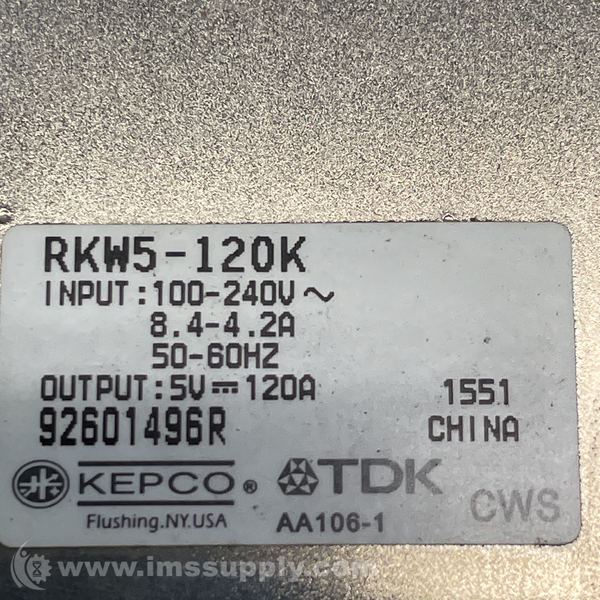 RKW5-120K
INPUT:100-240V~
8.4-4.2A
50-60HZ
OUTPUT:5V⎓120A 1551
92601496R CHINA
KEPCO® TDK
Flushing.NY.USA AA106-1 CWS
www.imssupply.com